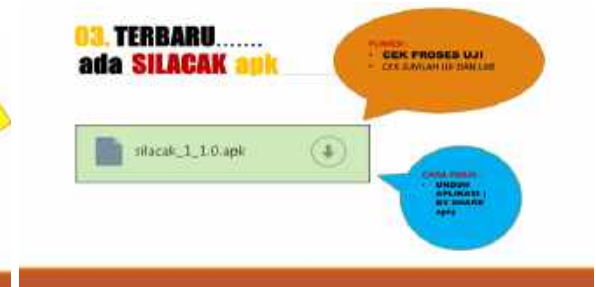 03. TERBARU.......
ada SILACAK apk
FUNGSI :
• CEK PROSES UJI
• CEK JUMLAH UJI DAN LAB
silacak_1_1.0.apk
CARA PAKAI :
• UNDUH
APLIKASI (
BY SHARE
apk)